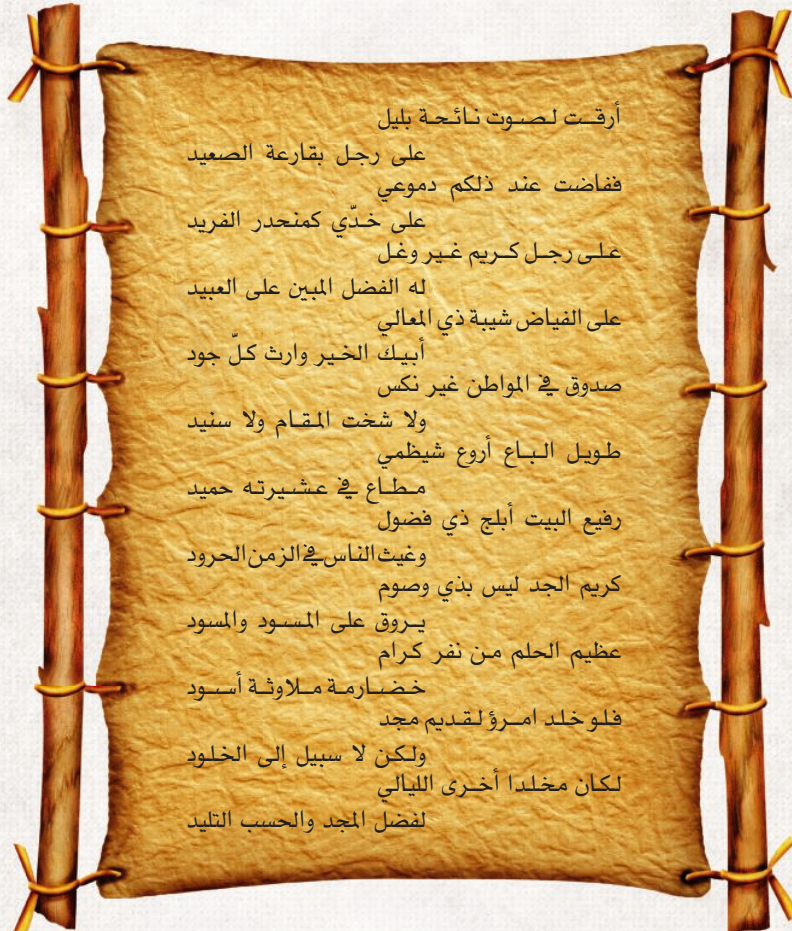 أرقت لصوت نائحة بليل
على رجل بقارعة الصعيد
ففاضت عند ذلكم دموعي
على خدّي كمنحدر الفريد
على رجل كريم غير وغل
له الفضل المبين على العبيد
على الفياض شيبة ذي المعالي
أبيك الخير وارث كلّ جود
صدوق في المواطن غير نكس
ولا شخت المقام ولا سنيد
طويل الباع أروع شيظمي
مطاع في عشيرته حميد
رفيع البيت أبلج ذي فضول
وغيث الناس في الزمن الحرود
كريم الجد ليس بذي وصوم
يروق على المسود والمسود
عظيم الحلم من نفر كرام
خضارمة ملاوثة أسود
فلو خلد امرؤ لقديم مجد
ولكن لا سبيل إلى الخلود
لكان مخلدا أخرى الليالي
لفضل المجد والحسب التليد